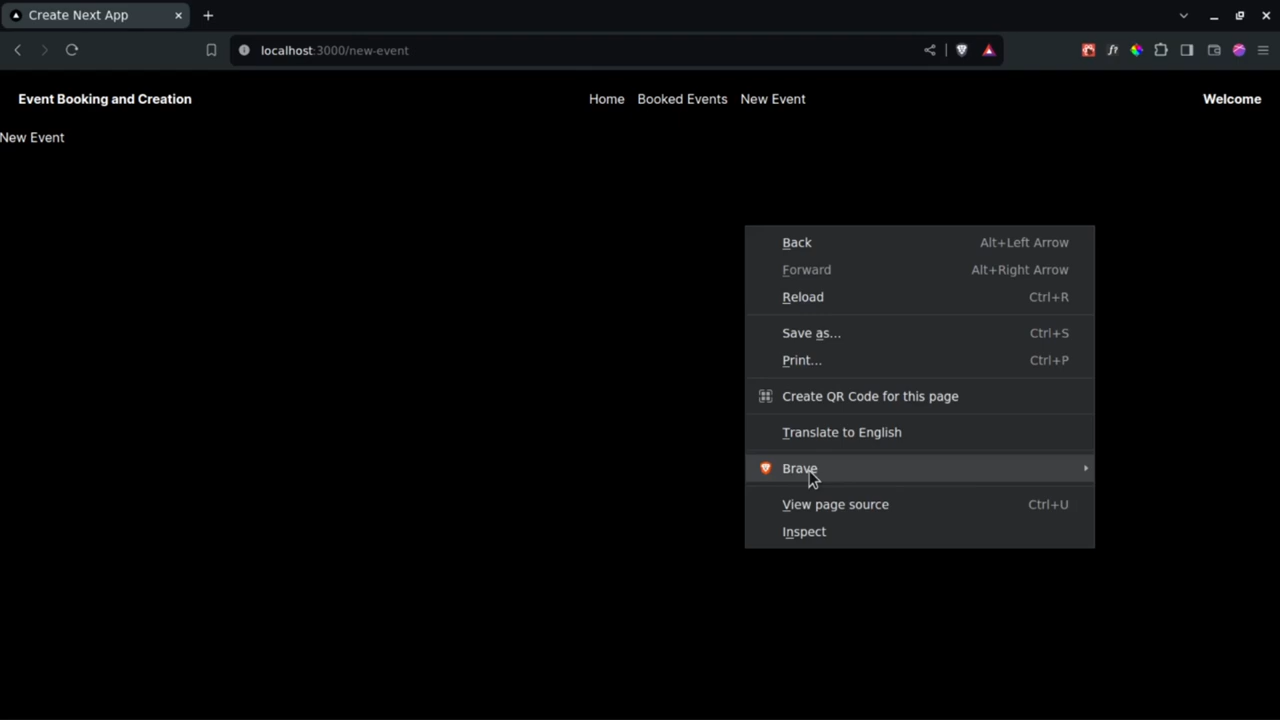 Create Next App
localhost:3000/new-event
Event Booking and Creation
Home Booked Events New Event
Welcome
New Event
Back Alt+Left Arrow
Forward Alt+Right Arrow
Reload Ctrl+R
Save as... Ctrl+S
Print... Ctrl+P
Create QR Code for this page
Translate to English
Brave
View page source Ctrl+U
Inspect